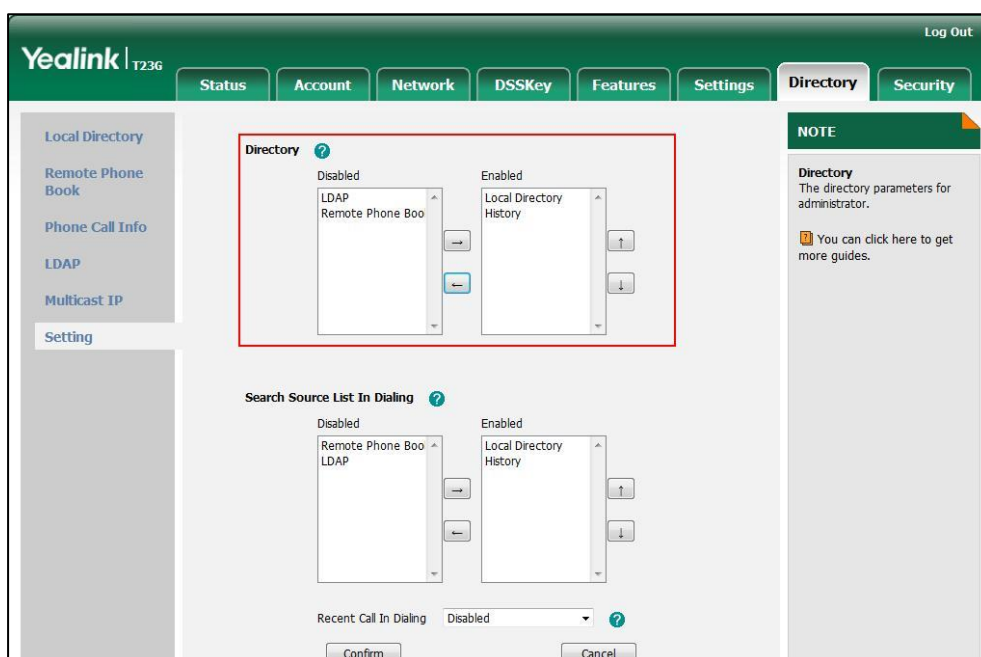 Log Out
Yealink T23G
Status Account Network DSSKey Features Settings Directory Security
Local Directory
Remote Phone
Book
Phone Call Info
LDAP
Multicast IP
Setting
Directory ?
Disabled Enabled
LDAP
Remote Phone Boo
Local Directory
History
→
←
↑
↓
Search Source List In Dialing ?
Disabled Enabled
Remote Phone Boo
LDAP
Local Directory
History
→
←
↑
↓
Recent Call In Dialing Disabled ?
Confirm Cancel
NOTE
Directory
The directory parameters for
administrator.
? You can click here to get
more guides.